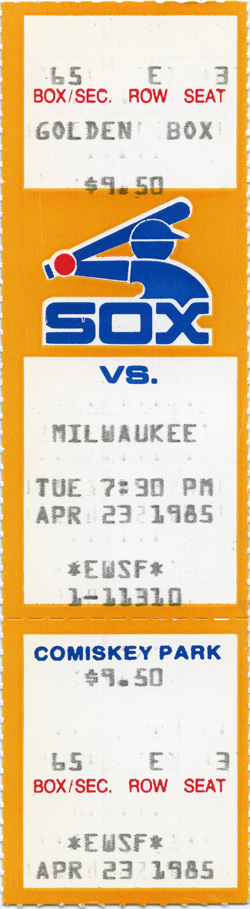 65 E 3
BOX/SEC. ROW SEAT
GOLDEN BOX
$9.50
SOX
VS.
MILWAUKEE
TUE 7:30 PM
APR 23 1985
*EWSF*
1-11310
COMISKEY PARK
$9.50
65 E 3
BOX/SEC. ROW SEAT
*EWSF*
APR 23 1985